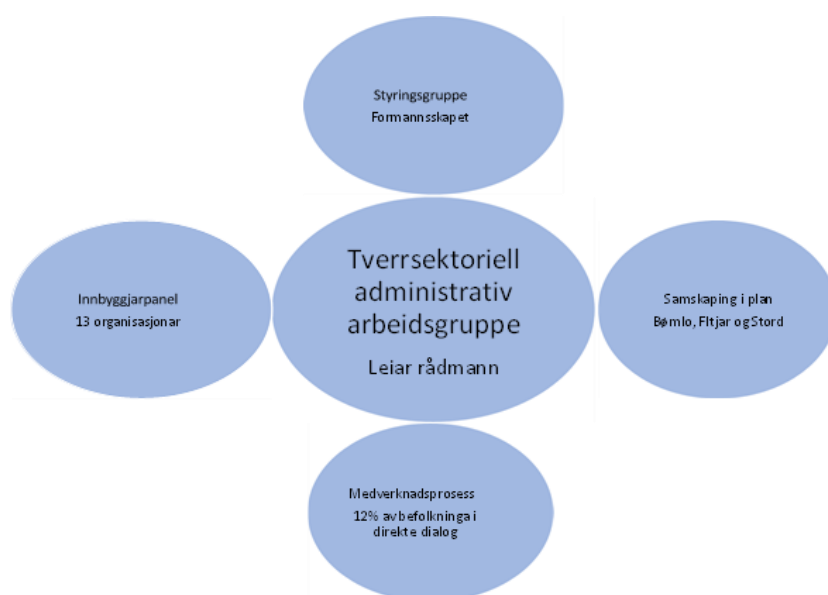 Styringsgruppe
Formannsskapet
Tverrsektoriell
administrativ
arbeidsgruppe
Leiar rådmann
Innbyggjarpanel
13 organisasjonar
Samskaping i plan
Bømlo, FItjar og Stord
Medverknadsprosess
12% av befolkninga i
direkte dialog